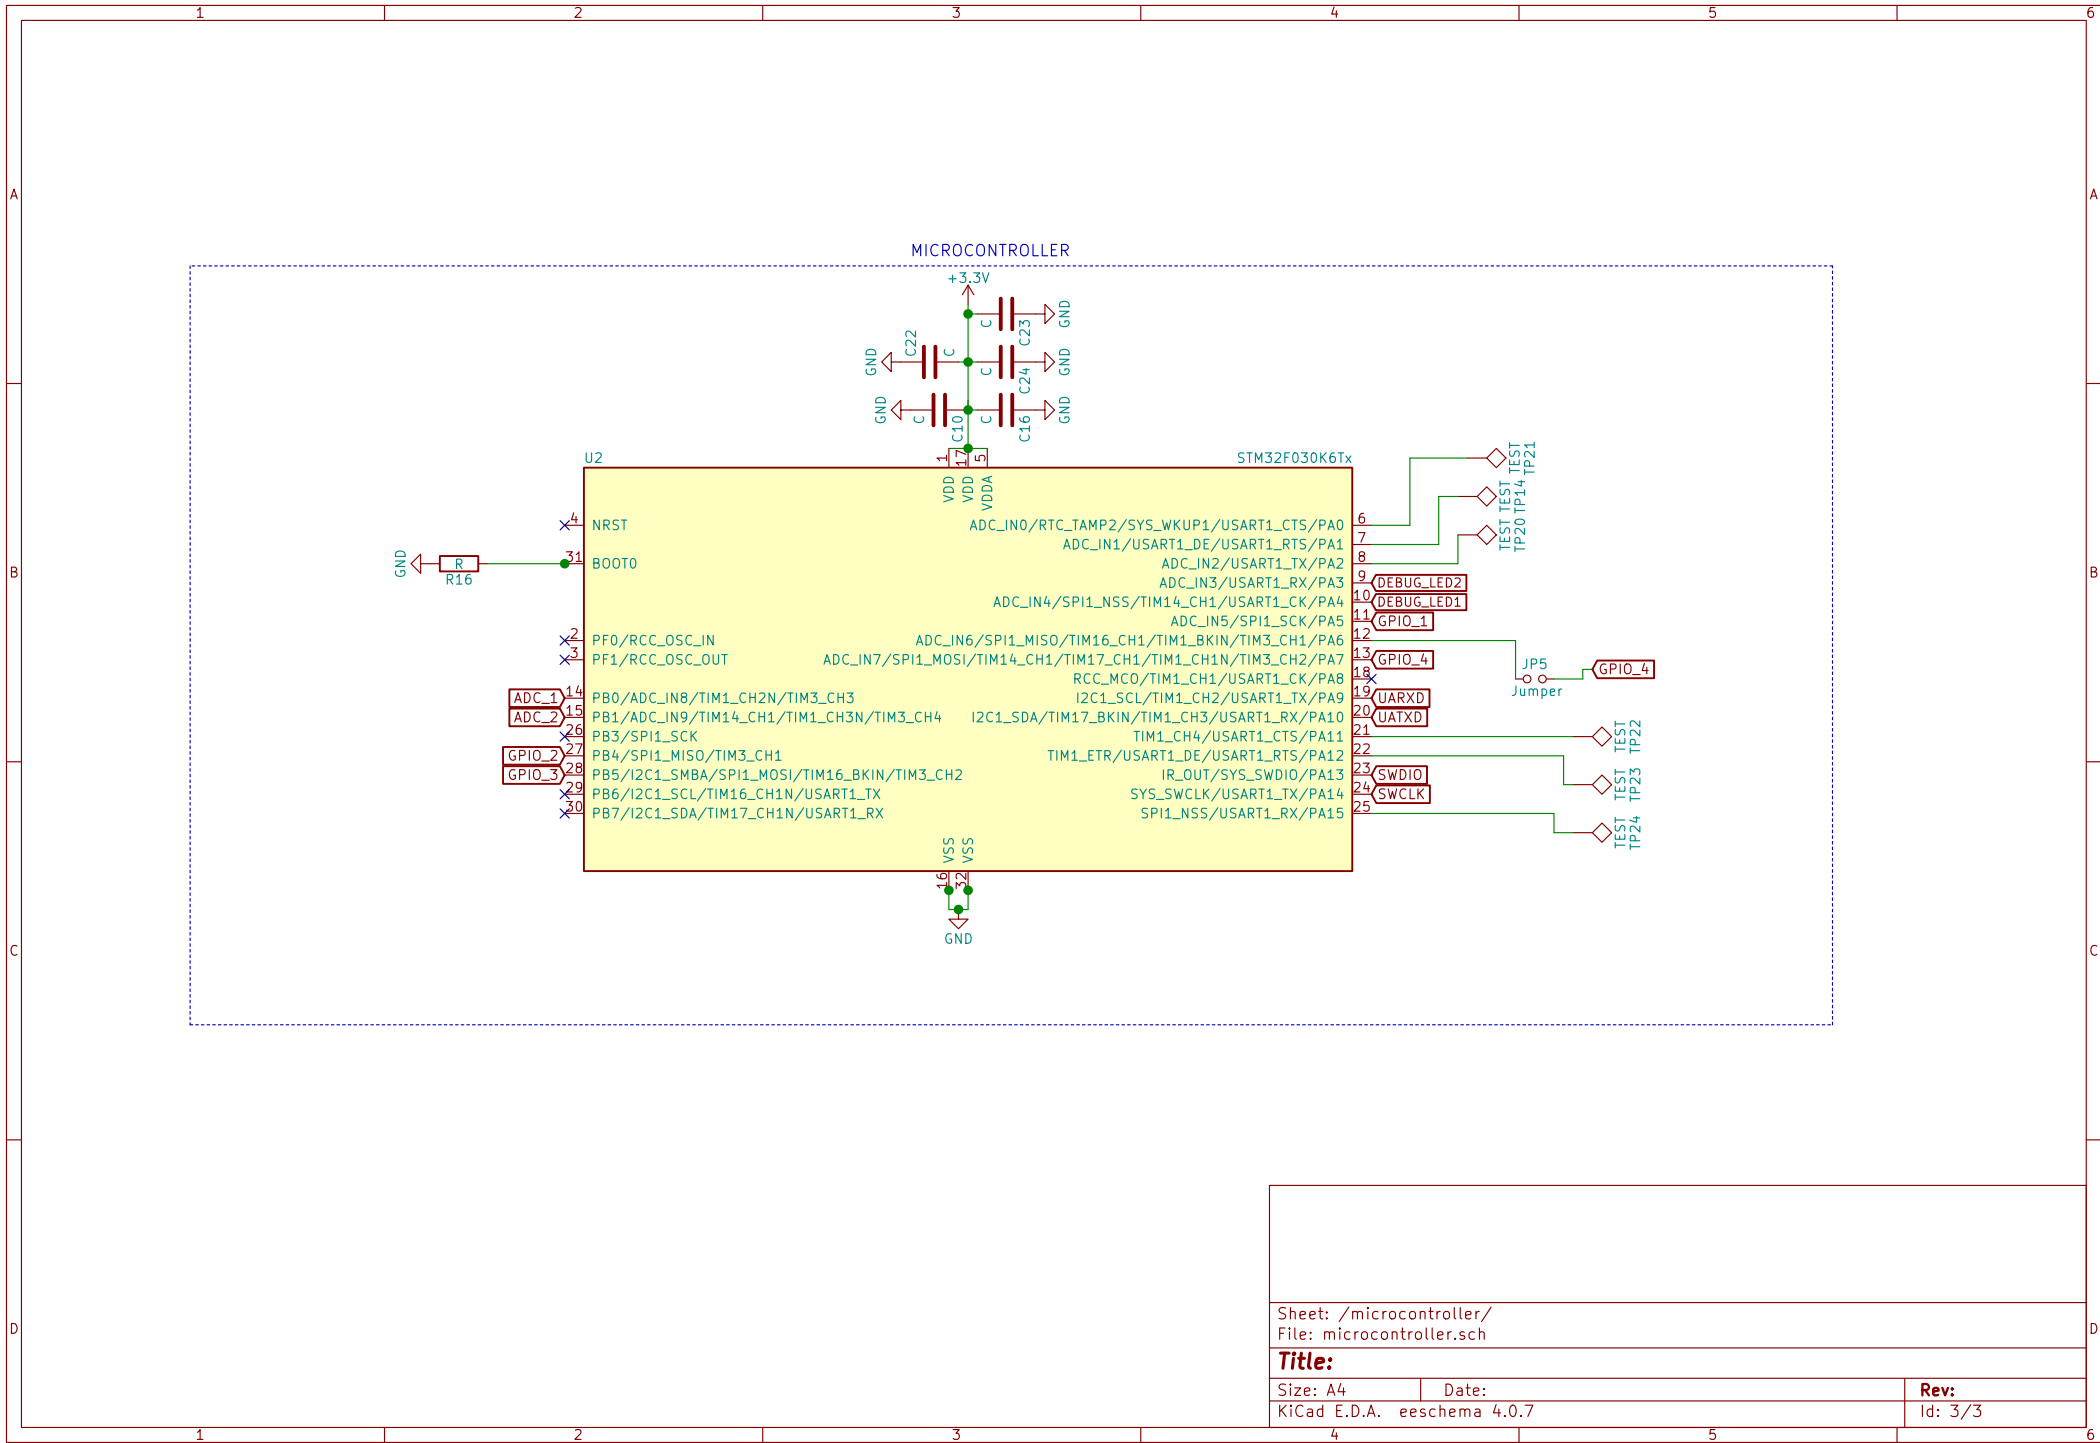 1 2 3 4 5 6
A A
MICROCONTROLLER
+3.3V
C C23 GND
GND C22 C
C C24 GND
GND C C10
C C16 GND
U2
STM32F030K6Tx
1 17 5
VDD VDD VDDA
4 NRST
GND R R16
31 BOOT0
2 PF0/RCC_OSC_IN
3 PF1/RCC_OSC_OUT
ADC_1 14 PB0/ADC_IN8/TIM1_CH2N/TIM3_CH3
ADC_2 15 PB1/ADC_IN9/TIM14_CH1/TIM1_CH3N/TIM3_CH4
26 PB3/SPI1_SCK
GPIO_2 27 PB4/SPI1_MISO/TIM3_CH1
GPIO_3 28 PB5/I2C1_SMBA/SPI1_MOSI/TIM16_BKIN/TIM3_CH2
29 PB6/I2C1_SCL/TIM16_CH1N/USART1_TX
30 PB7/I2C1_SDA/TIM17_CH1N/USART1_RX
ADC_IN0/RTC_TAMP2/SYS_WKUP1/USART1_CTS/PA0 6
ADC_IN1/USART1_DE/USART1_RTS/PA1 7
ADC_IN2/USART1_TX/PA2 8
ADC_IN3/USART1_RX/PA3 9 DEBUG_LED2
ADC_IN4/SPI1_NSS/TIM14_CH1/USART1_CK/PA4 10 DEBUG_LED1
ADC_IN5/SPI1_SCK/PA5 11 GPIO_1
ADC_IN6/SPI1_MISO/TIM16_CH1/TIM1_BKIN/TIM3_CH1/PA6 12
ADC_IN7/SPI1_MOSI/TIM14_CH1/TIM17_CH1/TIM1_CH1N/TIM3_CH2/PA7 13 GPIO_4
RCC_MCO/TIM1_CH1/USART1_CK/PA8 18
I2C1_SCL/TIM1_CH2/USART1_TX/PA9 19 UARXD
I2C1_SDA/TIM17_BKIN/TIM1_CH3/USART1_RX/PA10 20 UATXD
TIM1_CH4/USART1_CTS/PA11 21
TIM1_ETR/USART1_DE/USART1_RTS/PA12 22
IR_OUT/SYS_SWDIO/PA13 23 SWDIO
SYS_SWCLK/USART1_TX/PA14 24 SWCLK
SPI1_NSS/USART1_RX/PA15 25
TEST TP21
TEST TP14
TEST TP20
JP5
Jumper
GPIO_4
TEST TP22
TEST TP23
TEST TP24
VSS VSS
16 32
GND
B B
C C
D D
Sheet: /microcontroller/
File: microcontroller.sch
Title:
Size: A4 Date: Rev:
KiCad E.D.A. eeschema 4.0.7 Id: 3/3
1 2 3 4 5 6